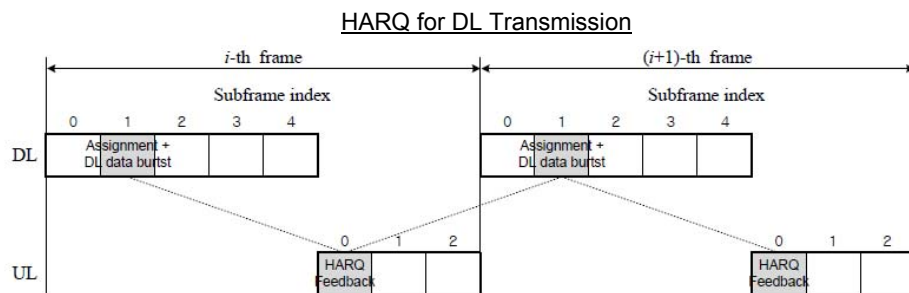 HARQ for DL Transmission
i-th frame (i+1)-th frame
Subframe index Subframe index
0 1 2 3 4 0 1 2 3 4
DL Assignment + Assignment +
DL data burtst DL data burtst
0 1 2 0 1 2
UL HARQ HARQ
Feedback Feedback